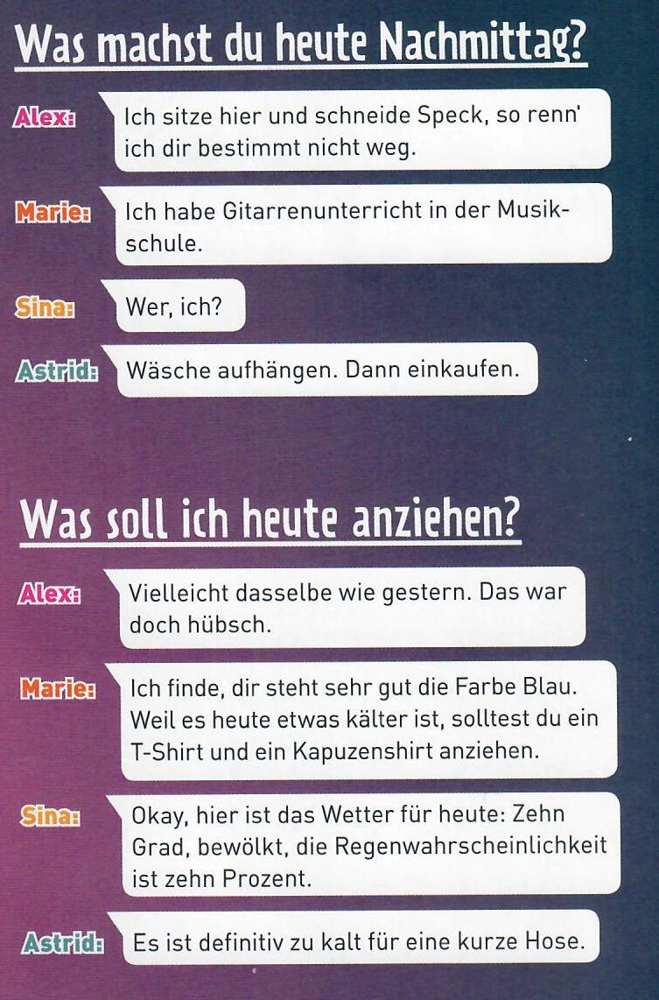 Was machst du heute Nachmittag?
Alex: Ich sitze hier und schneide Speck, so renn'
ich dir bestimmt nicht weg.
Marie: Ich habe Gitarrenunterricht in der Musik-
schule.
Sina: Wer, ich?
Astrid: Wäsche aufhängen. Dann einkaufen.
Was soll ich heute anziehen?
Alex: Vielleicht dasselbe wie gestern. Das war
doch hübsch.
Marie: Ich finde, dir steht sehr gut die Farbe Blau.
Weil es heute etwas kälter ist, solltest du ein
T-Shirt und ein Kapuzenshirt anziehen.
Sina: Okay, hier ist das Wetter für heute: Zehn
Grad, bewölkt, die Regenwahrscheinlichkeit
ist zehn Prozent.
Astrid: Es ist definitiv zu kalt für eine kurze Hose.